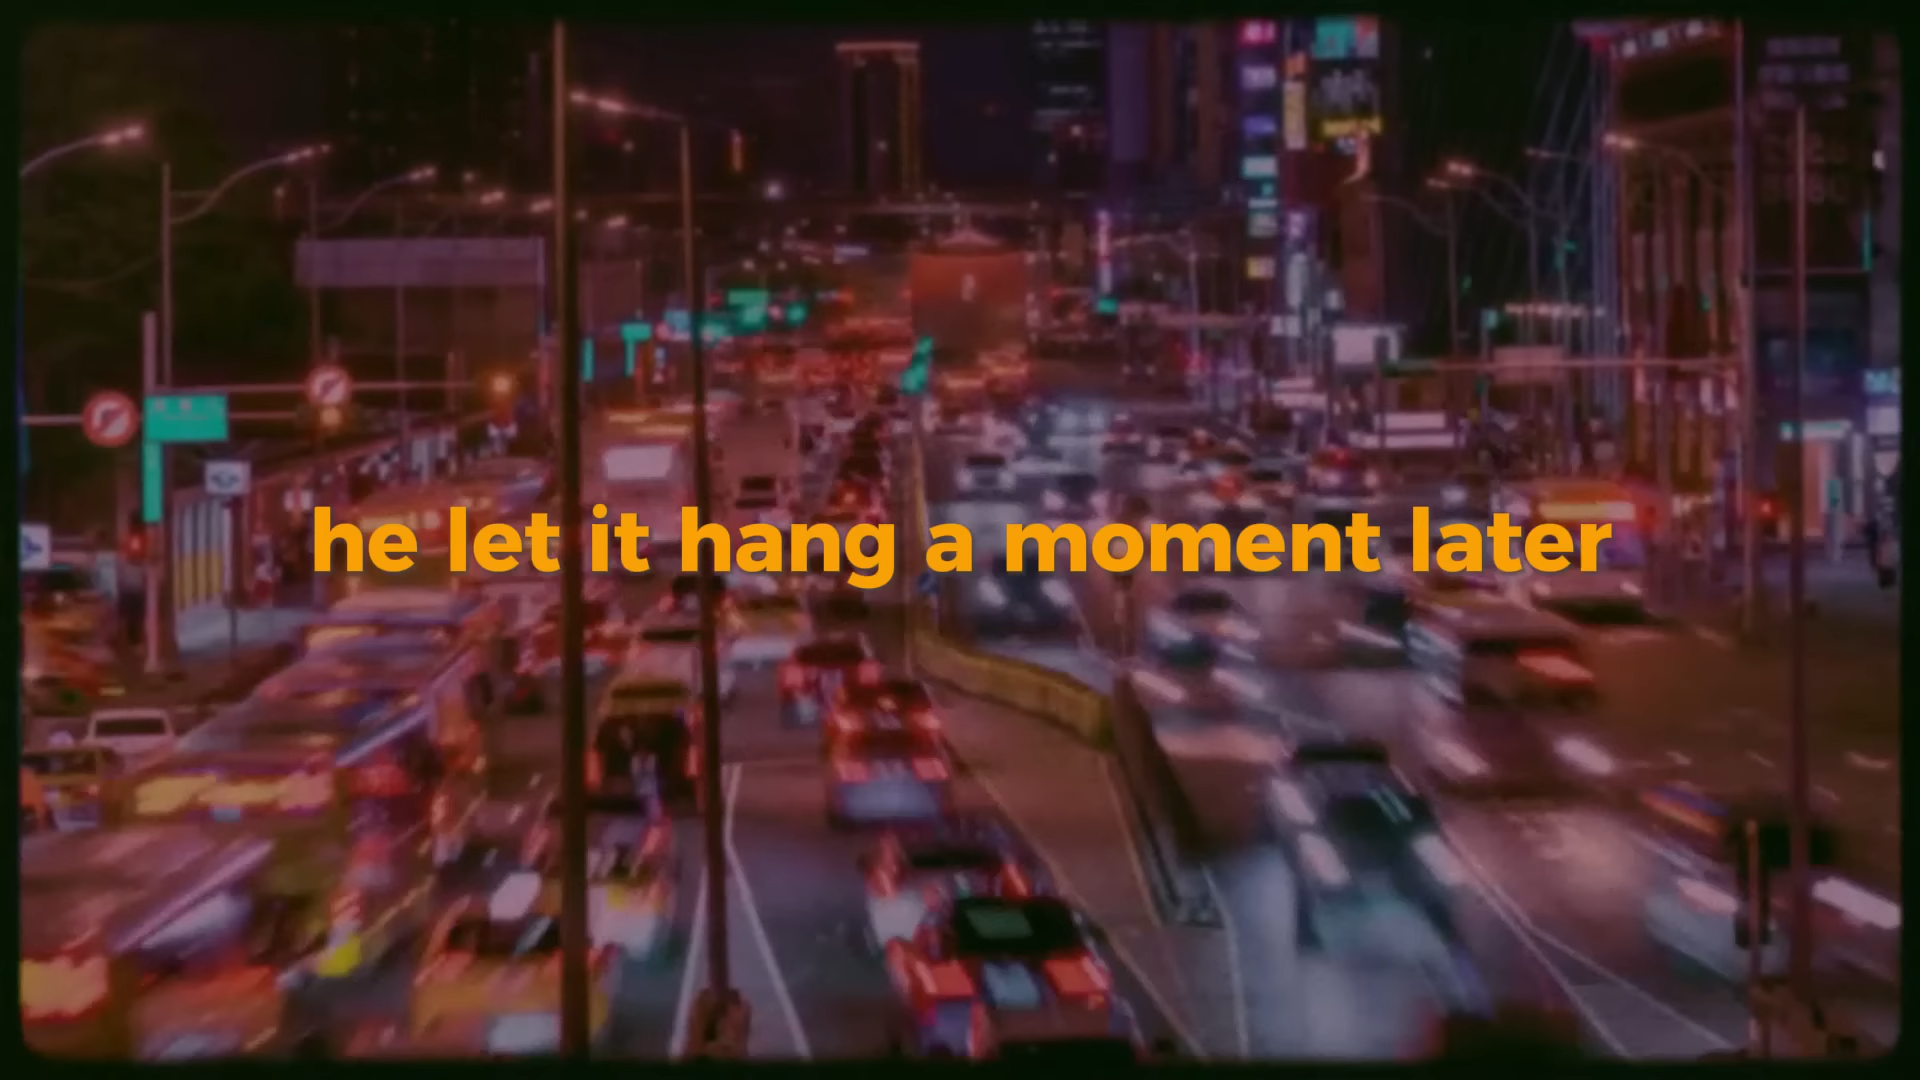 he let it hang a moment later